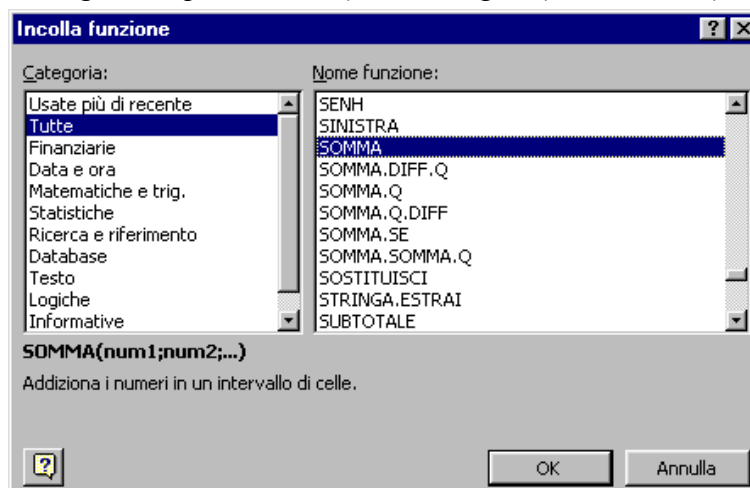 Incolla funzione
Categoria:
Usate più di recente
Tutte
Finanziarie
Data e ora
Matematiche e trig.
Statistiche
Ricerca e riferimento
Database
Testo
Logiche
Informative
Nome funzione:
SENH
SINISTRA
SOMMA
SOMMA.DIFF.Q
SOMMA.Q
SOMMA.Q.DIFF
SOMMA.SE
SOMMA.SOMMA.Q
SOSTITUISCI
STRINGA.ESTRAI
SUBTOTALE
SOMMA(num1;num2;...)
Addiziona i numeri in un intervallo di celle.
OK
Annulla